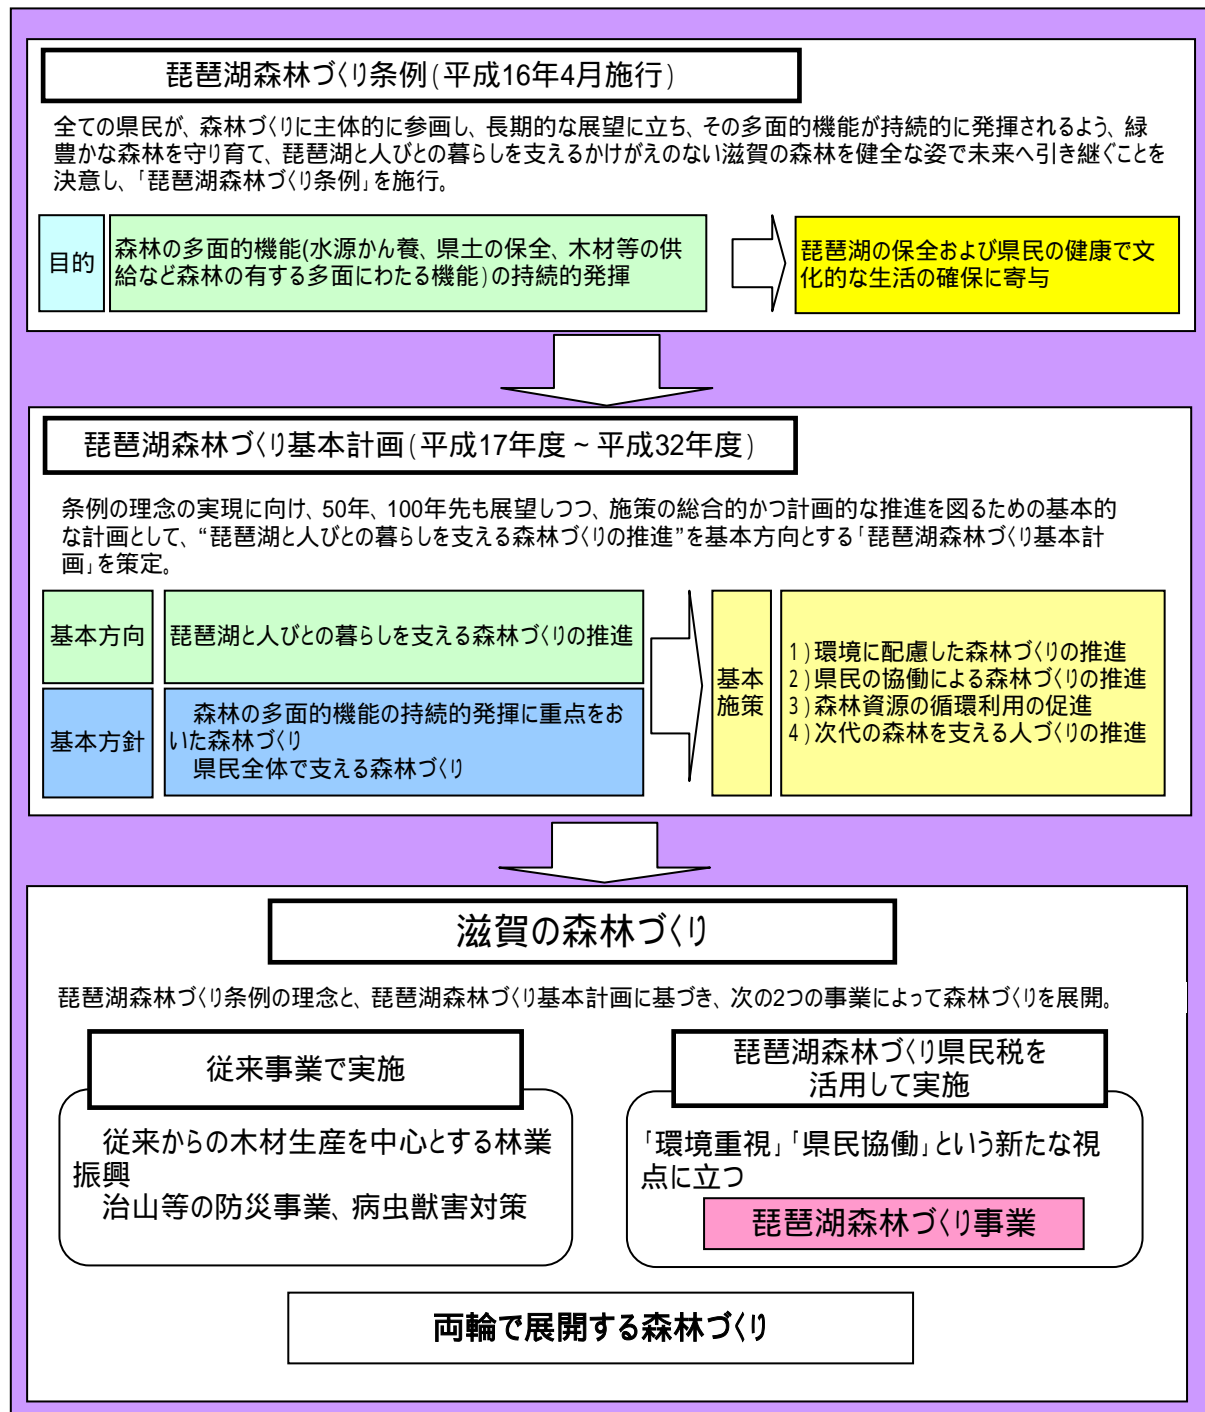 琵琶湖森林づくり条例(平成16年4月施行)
全ての県民が、森林づくりに主体的に参画し、長期的な展望に立ち、その多面的機能が持続的に発揮されるよう、緑
豊かな森林を守り育て、琵琶湖と人びとの暮らしを支えるかけがえのない滋賀の森林を健全な姿で未来へ引き継ぐことを
決意し、「琵琶湖森林づくり条例」を施行。
目的
森林の多面的機能(水源かん養、県土の保全、木材等の供
給など森林の有する多面にわたる機能)の持続的発揮
琵琶湖の保全および県民の健康で文
化的な生活の確保に寄与
琵琶湖森林づくり基本計画(平成17年度~平成32年度)
条例の理念の実現に向け、50年、100年先も展望しつつ、施策の総合的かつ計画的な推進を図るための基本的
な計画として、“琵琶湖と人びとの暮らしを支える森林づくりの推進”を基本方向とする「琵琶湖森林づくり基本計
画」を策定。
基本方向
琵琶湖と人びとの暮らしを支える森林づくりの推進
基本方針
森林の多面的機能の持続的発揮に重点をお
いた森林づくり
県民全体で支える森林づくり
基本
施策
1)環境に配慮した森林づくりの推進
2)県民の協働による森林づくりの推進
3)森林資源の循環利用の促進
4)次代の森林を支える人づくりの推進
滋賀の森林づくり
琵琶湖森林づくり条例の理念と、琵琶湖森林づくり基本計画に基づき、次の2つの事業によって森林づくりを展開。
従来事業で実施
従来からの木材生産を中心とする林業
振興
治山等の防災事業、病虫獣害対策
琵琶湖森林づくり県民税を
活用して実施
「環境重視」「県民協働」という新たな視
点に立つ
琵琶湖森林づくり事業
両輪で展開する森林づくり